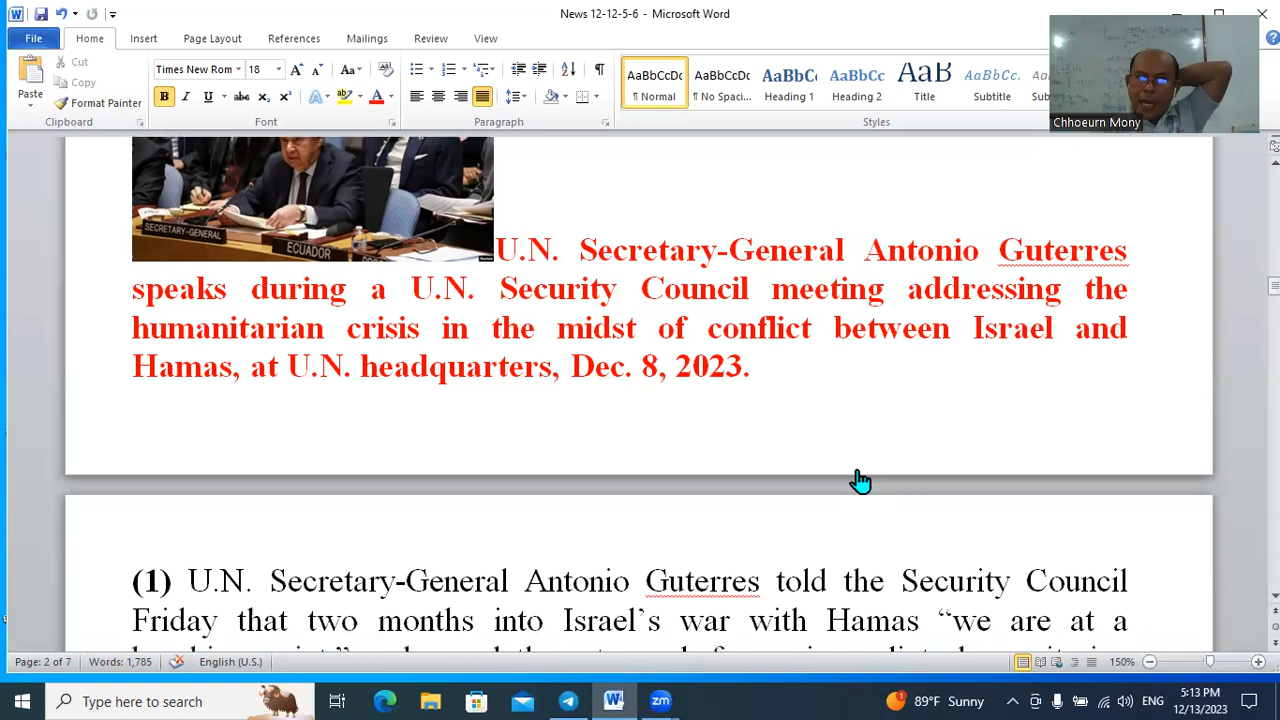 News 12-12-5-6 - Microsoft Word
File Home Insert Page Layout References Mailings Review View
Paste Cut Copy Format Painter
Times New Rom 18
AaBbCcDc AaBbCcDc AaBbC AaBbCc AaB AaBbCcL
¶ Normal ¶ No Spaci... Heading 1 Heading 2 Title Subtitle
Clipboard Font Paragraph Styles
Chhoeurn Mony
SECRETARY-GENERAL ECUADOR
U.N. Secretary-General Antonio Guterres
speaks during a U.N. Security Council meeting addressing the
humanitarian crisis in the midst of conflict between Israel and
Hamas, at U.N. headquarters, Dec. 8, 2023.
(1) U.N. Secretary-General Antonio Guterres told the Security Council
Friday that two months into Israel's war with Hamas “we are at a
Page: 2 of 7 Words: 1,785 English (U.S.) 150%
Type here to search 1 89°F Sunny ENG 5:13 PM
12/13/2023